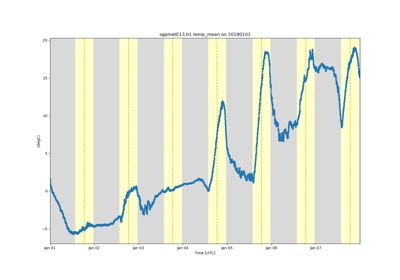 sgpmetE13.b1 temp_mean on 20190101
20
15
10
5
0
−5
(degC)
Jan 01 Jan 02 Jan 03 Jan 04 Jan 05 Jan 06 Jan 07
Time [UTC]